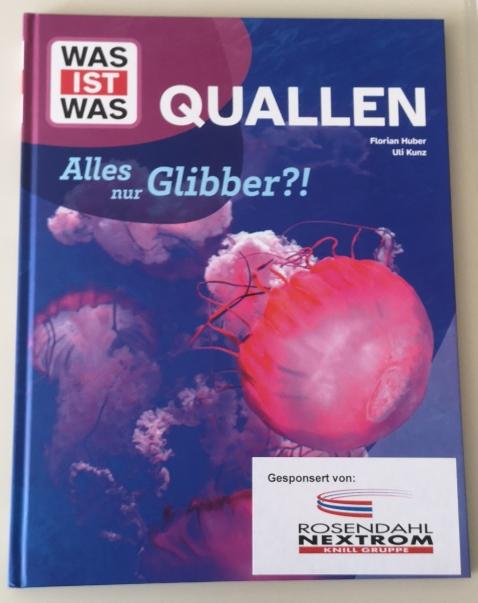 WAS
IST
WAS
QUALLEN
Florian Huber
Uli Kunz
Alles
nur Glibber?!
Gesponsert von:
ROSENDAHL
NEXTROM
KNILL GRUPPE